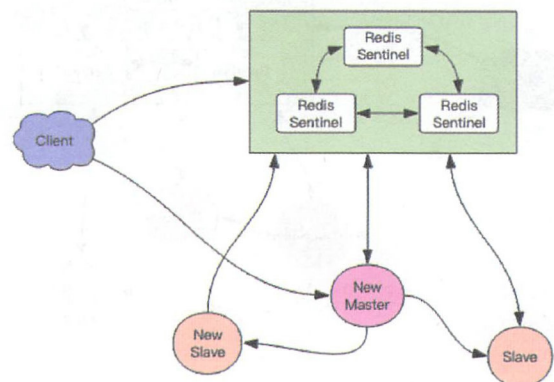 Redis
Sentinel
Redis
Sentinel
Redis
Sentinel
Client
New
Master
New
Slave
Slave